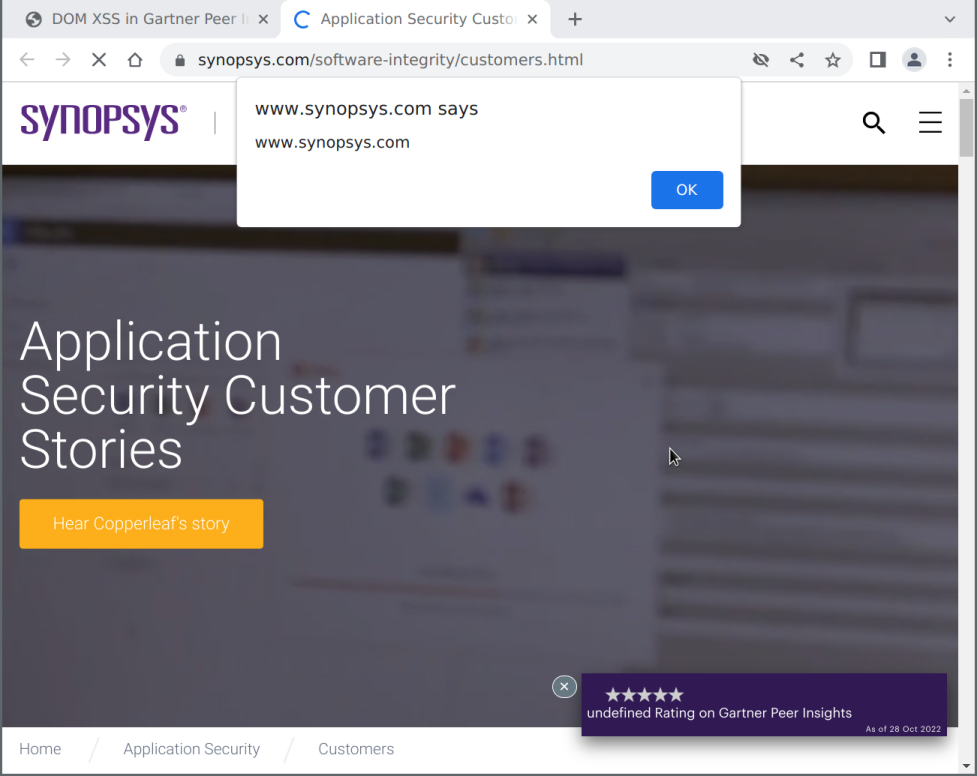 DOM XSS in Gartner Peer I
Application Security Custo
synopsys.com/software-integrity/customers.html
www.synopsys.com says
www.synopsys.com
OK
SYNOPSYS®
Application
Security Customer
Stories
Hear Copperleaf's story
undefined Rating on Gartner Peer Insights
As of 28 Oct 2022
Home
Application Security
Customers